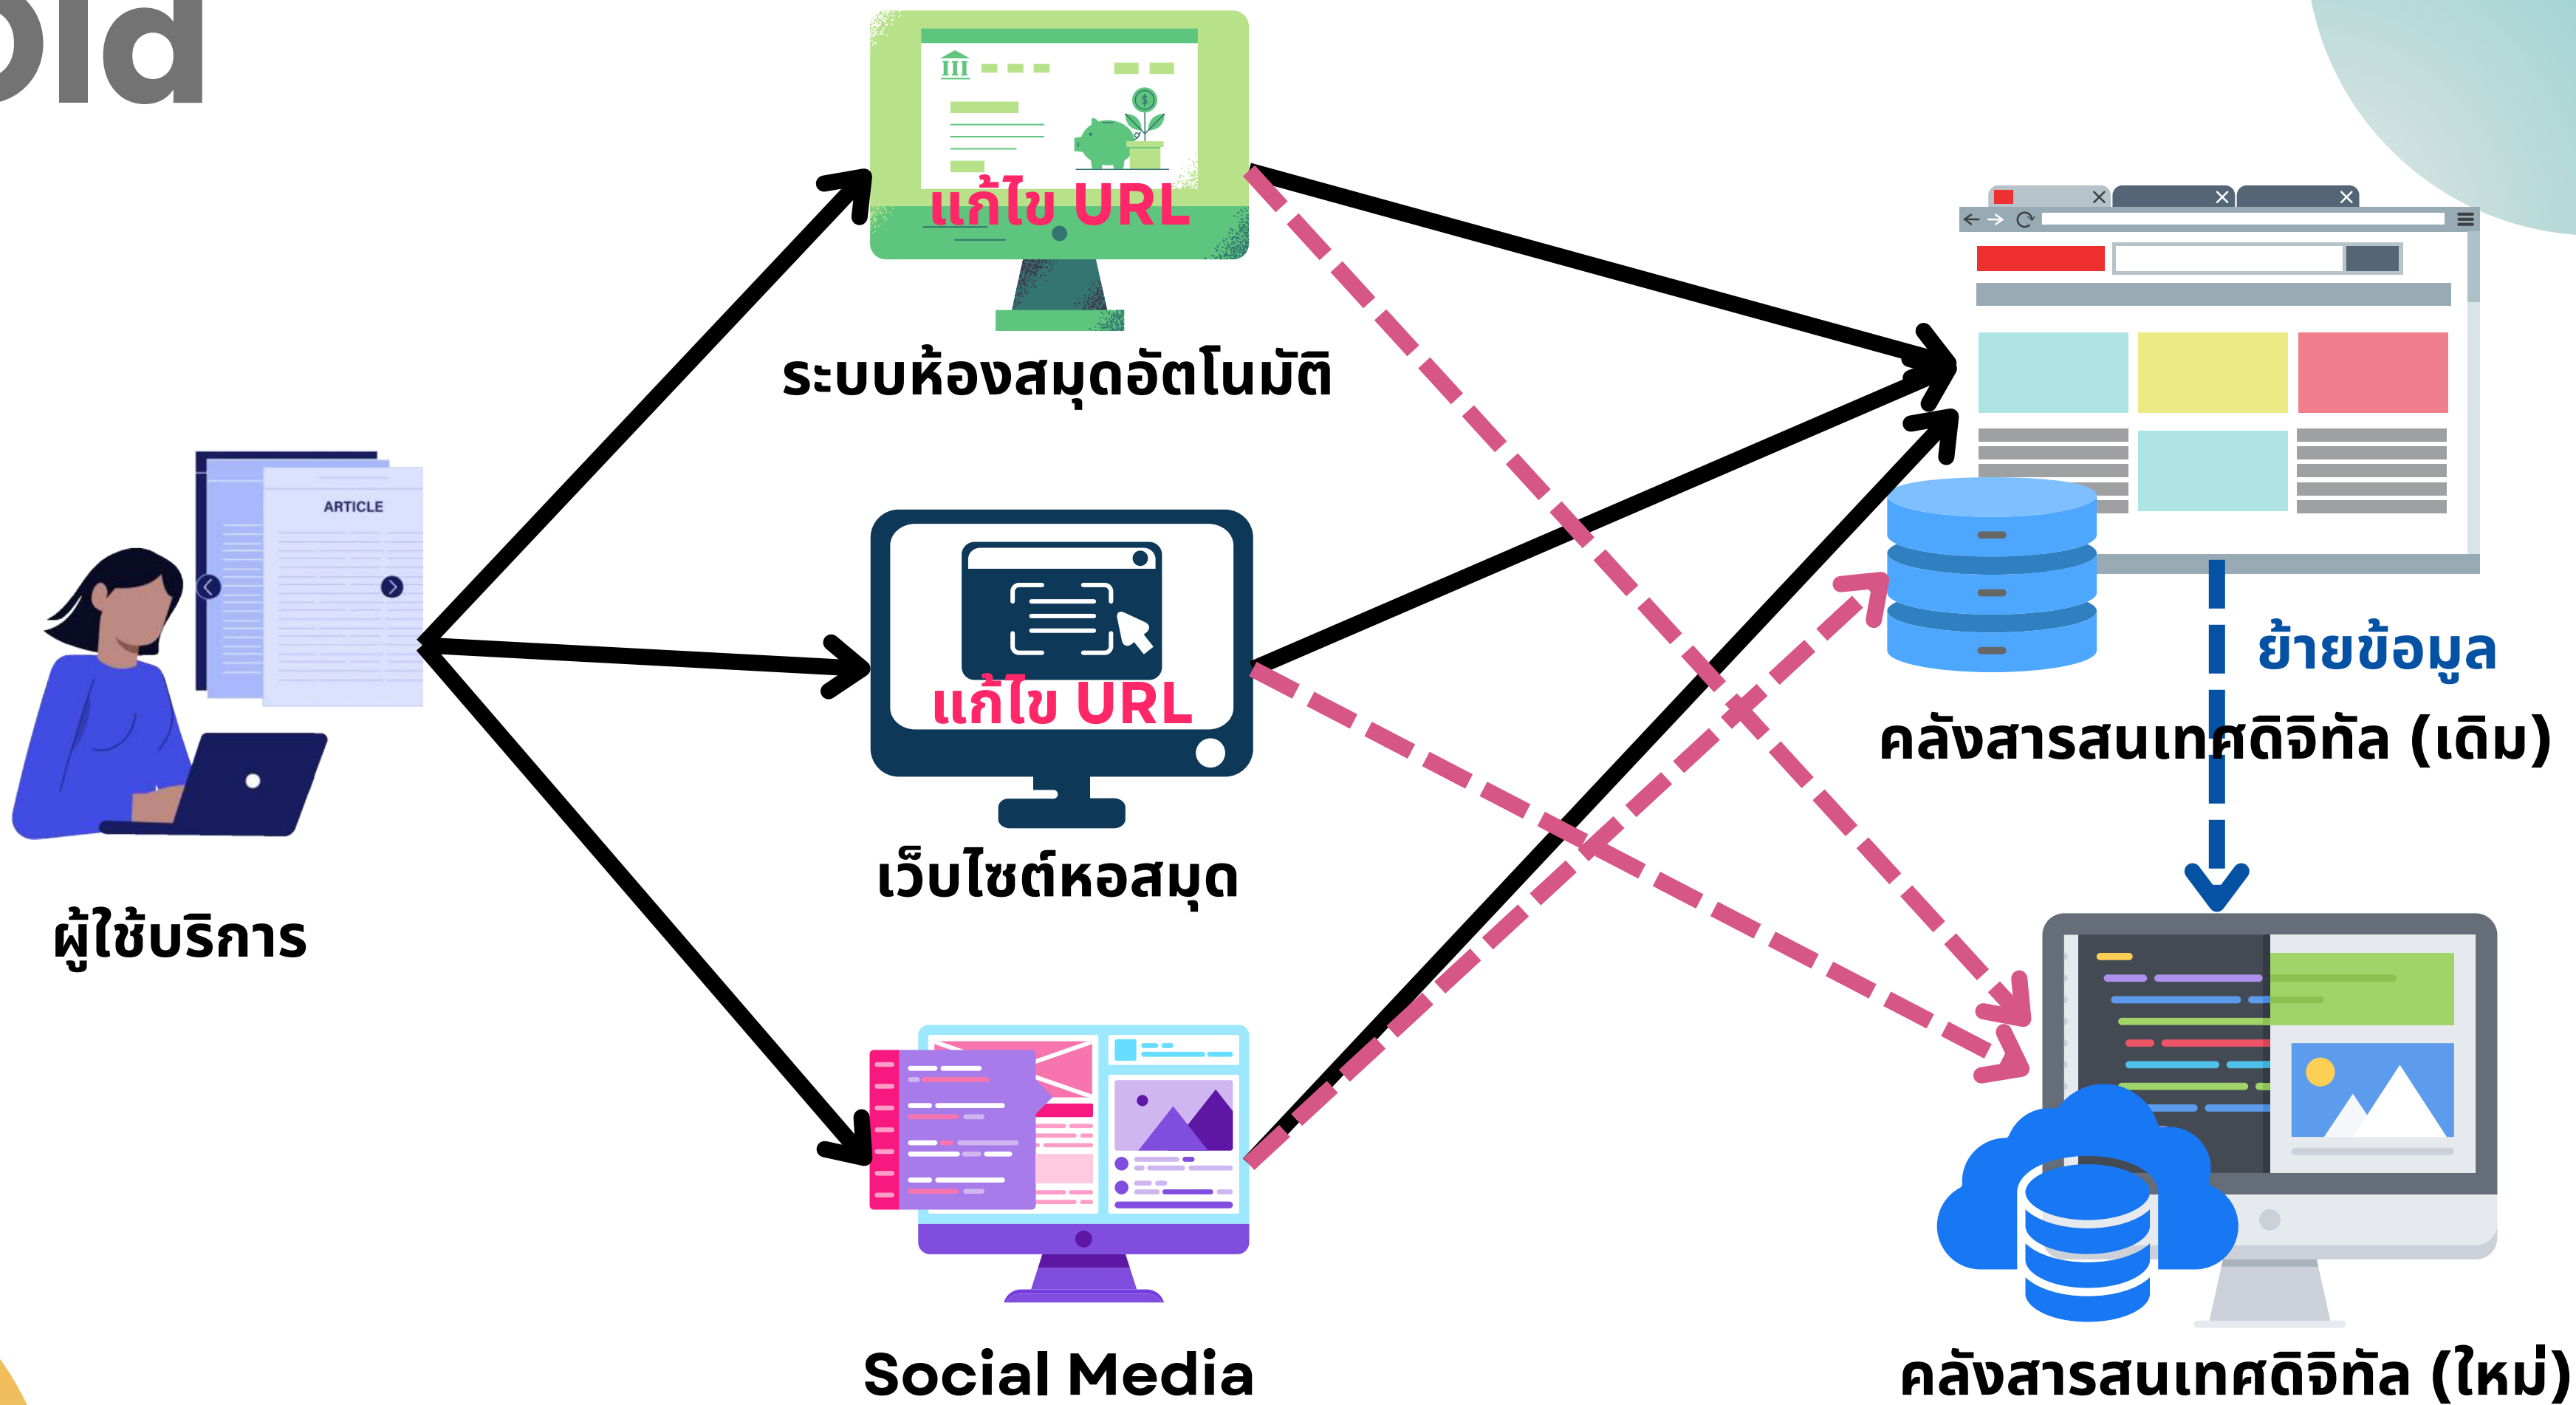 Old
แก้ไข URL
ระบบห้องสมุดอัตโนมัติ
ARTICLE
แก้ไข URL
ย้ายข้อมูล
คลังสารสนเทศดิจิทัล (เดิม)
เว็บไซต์หอสมุด
ผู้ใช้บริการ
Social Media
คลังสารสนเทศดิจิทัล (ใหม่)